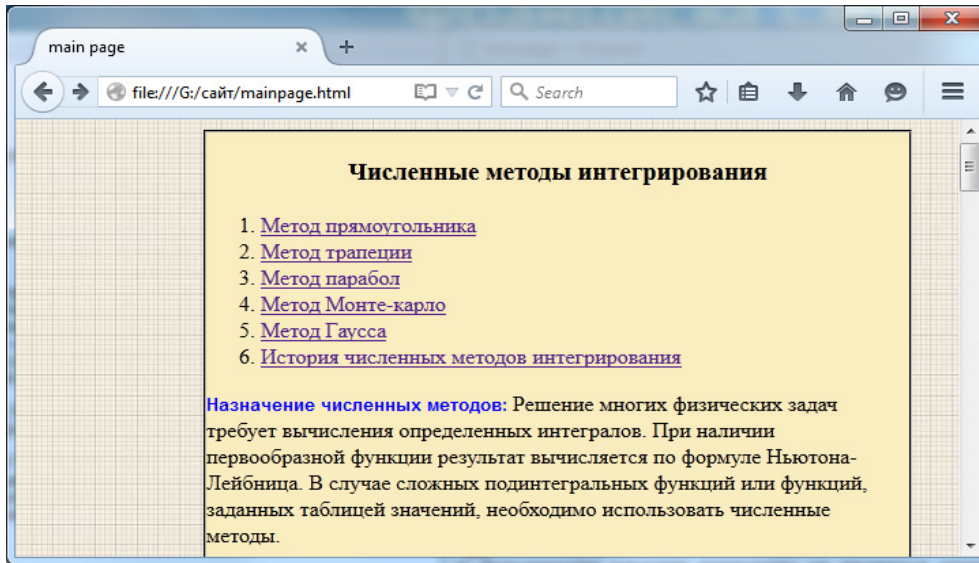 main page
file:///G:/сайт/mainpage.html
Search
Численные методы интегрирования
1. Метод прямоугольника
2. Метод трапеции
3. Метод парабол
4. Метод Монте-карло
5. Метод Гаусса
6. История численных методов интегрирования
Назначение численных методов: Решение многих физических задач
требует вычисления определенных интегралов. При наличии
первообразной функции результат вычисляется по формуле Ньютона-
Лейбница. В случае сложных подинтегральных функций или функций,
заданных таблицей значений, необходимо использовать численные
методы.